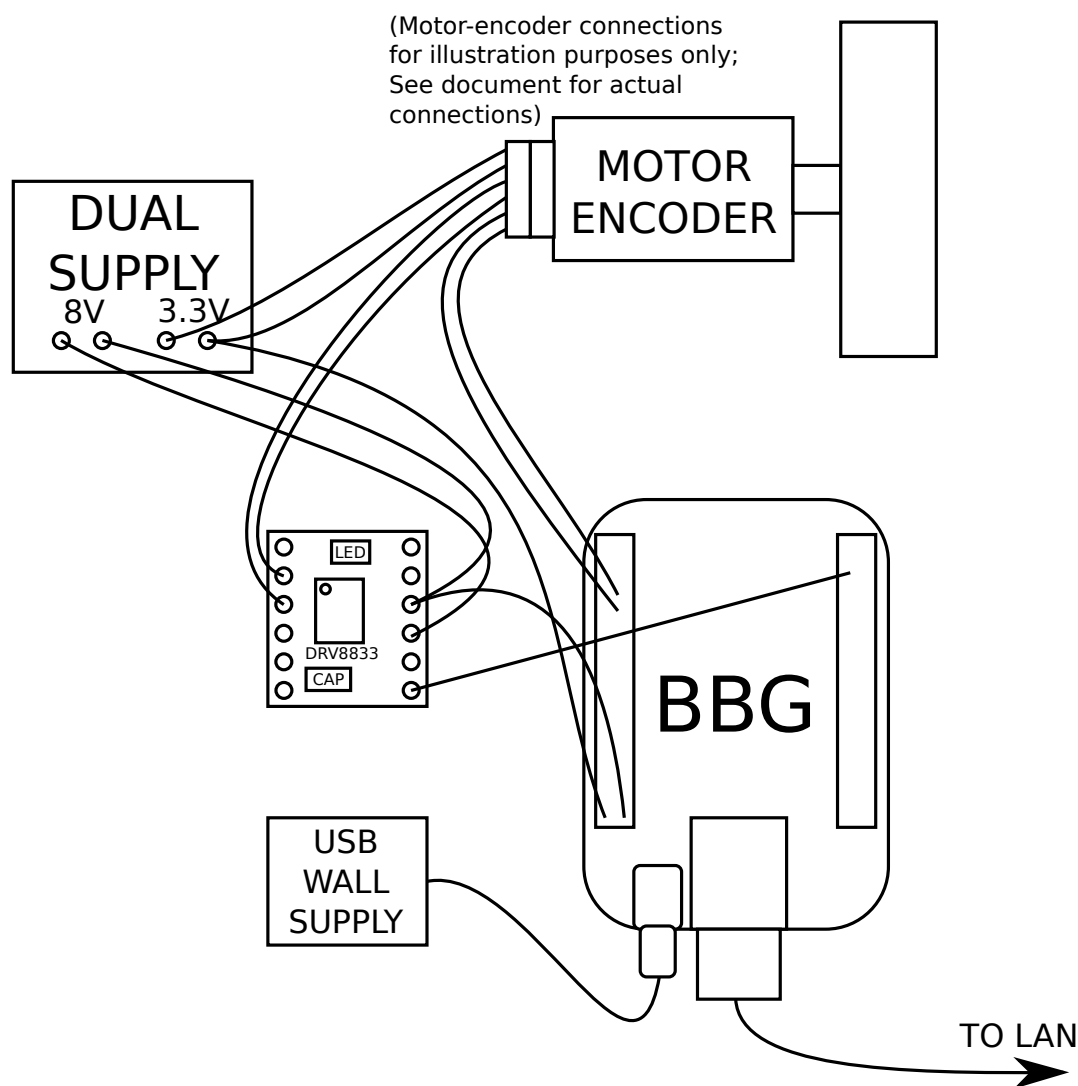 (Motor-encoder connections
for illustration purposes only;
See document for actual
connections)
MOTOR
ENCODER
DUAL
SUPPLY
8V 3.3V
LED
DRV8833
CAP
BBG
USB
WALL
SUPPLY
TO LAN